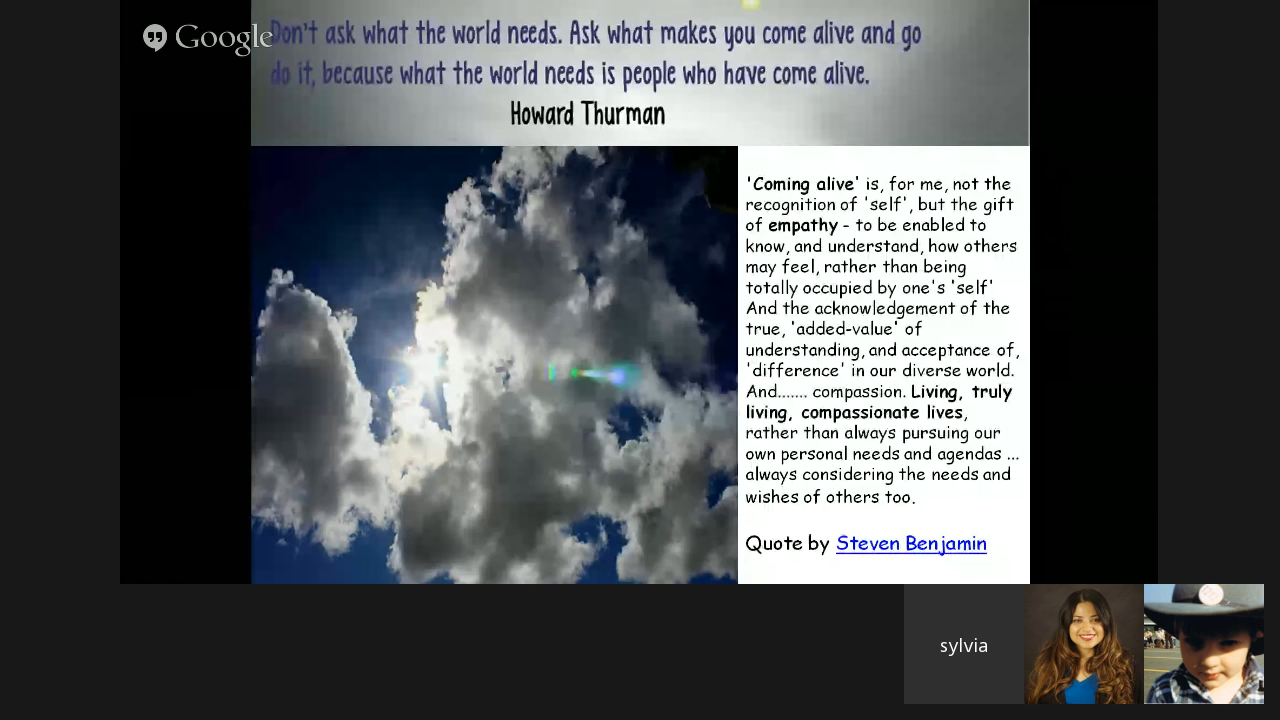 Google
Don't ask what the world needs. Ask what makes you come alive and go
do it, because what the world needs is people who have come alive.
Howard Thurman
'Coming alive' is, for me, not the
recognition of 'self', but the gift
of empathy - to be enabled to
know, and understand, how others
may feel, rather than being
totally occupied by one's 'self'
And the acknowledgement of the
true, 'added-value' of
understanding, and acceptance of,
'difference' in our diverse world.
And....... compassion. Living, truly
living, compassionate lives,
rather than always pursuing our
own personal needs and agendas ...
always considering the needs and
wishes of others too.
Quote by Steven Benjamin
sylvia